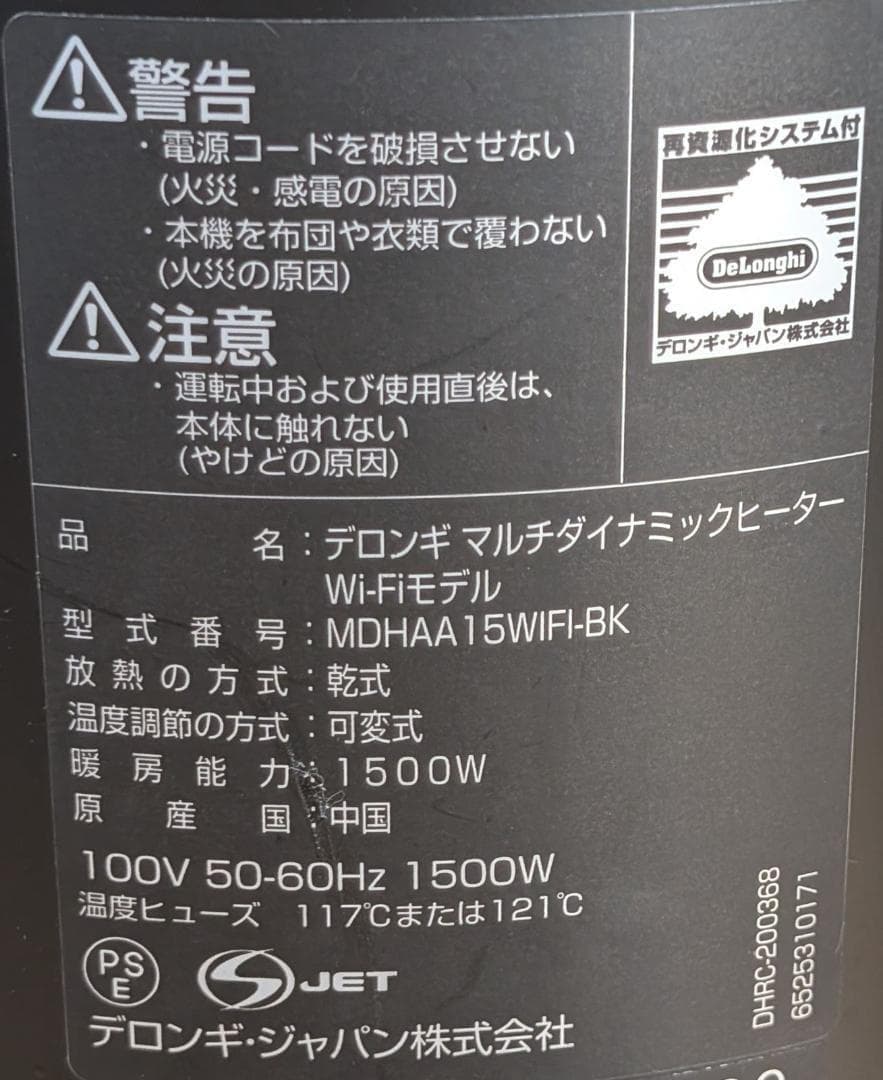 警告
・電源コードを破損させない
(火災・感電の原因)
・本機を布団や衣類で覆わない
(火災の原因)
注意
・運転中および使用直後は、
本体に触れない
(やけどの原因)
再資源化システム付
DeLonghi
デロンギ・ジャパン株式会社
品名：デロンギ マルチダイナミックヒーター
Wi-Fiモデル
型式番号：MDHAA15WIFI-BK
放熱の方式：乾式
温度調節の方式：可変式
暖房能力：1500W
原産国：中国
100V 50-60Hz 1500W
温度ヒューズ 117℃または121℃
PS
E
S JET
デロンギ・ジャパン株式会社
DHRC-200368
6525310171